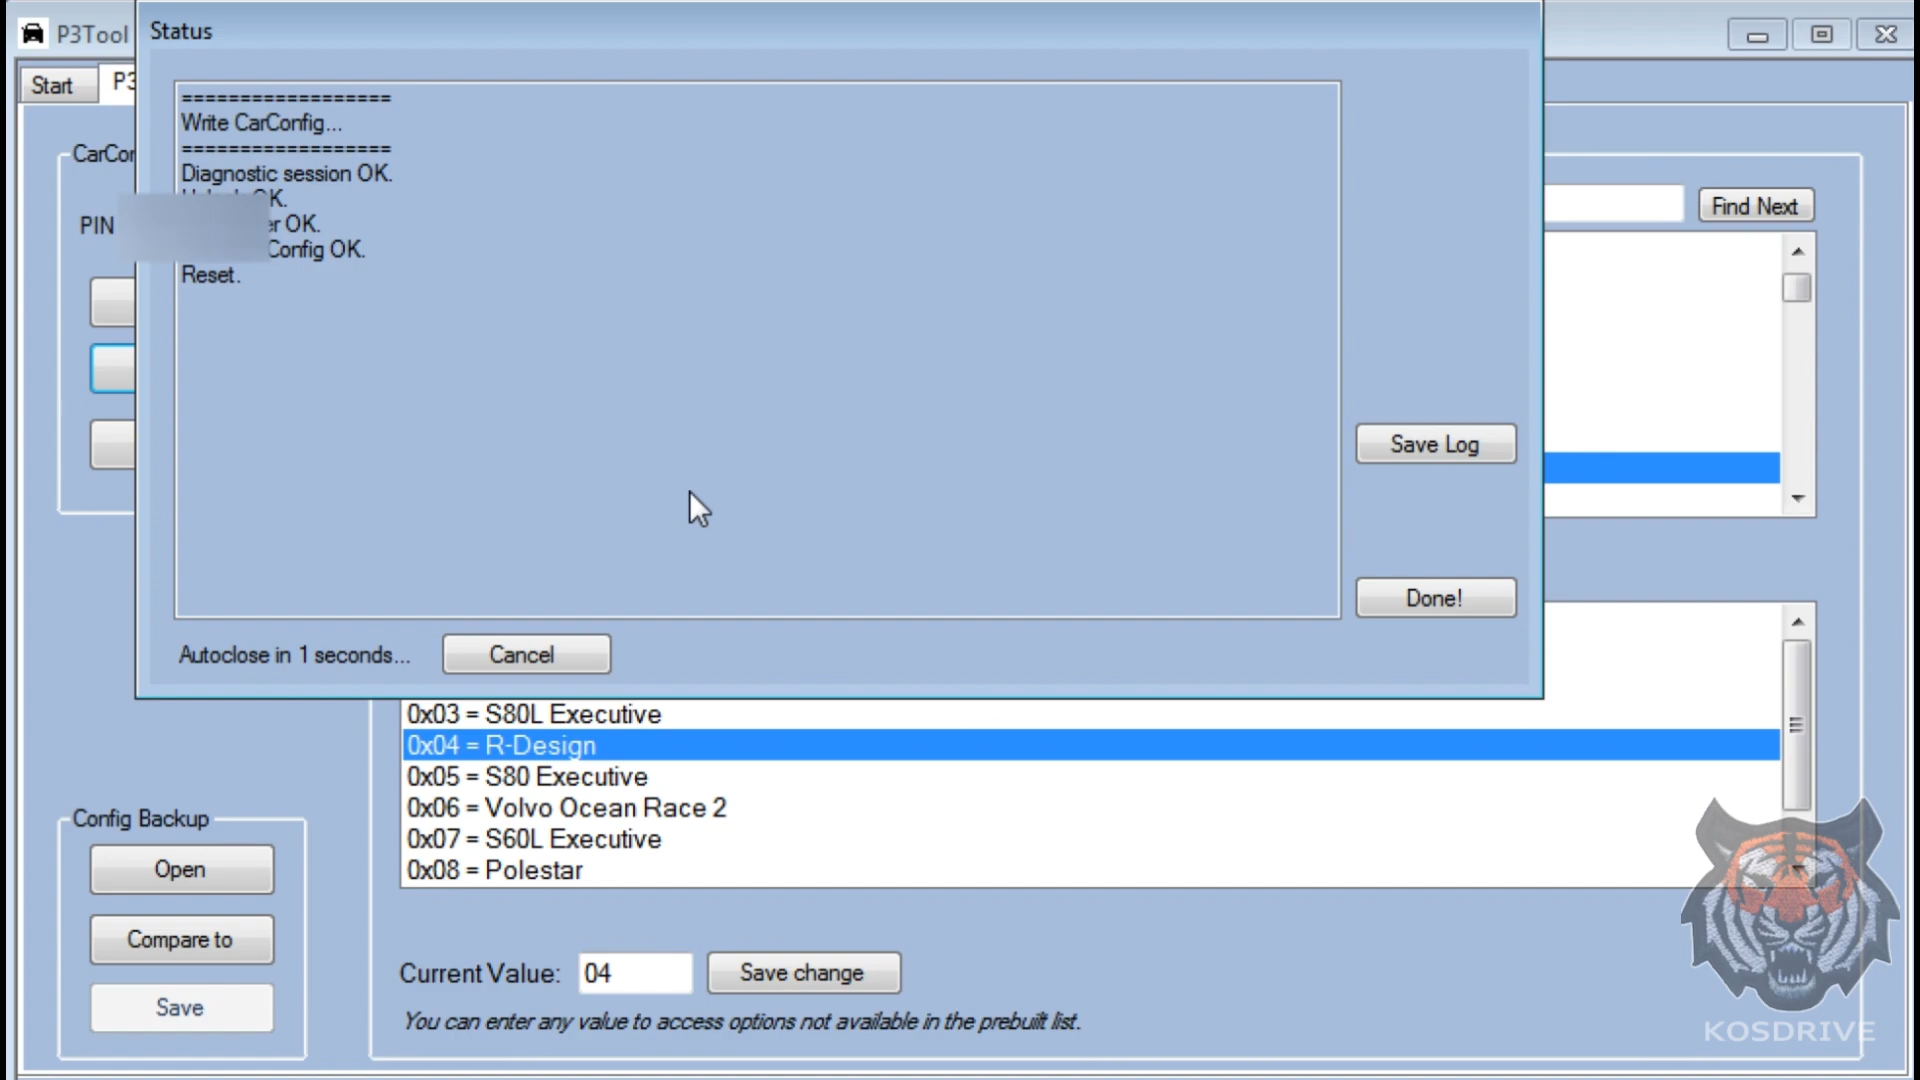 P3Tool
Status
Start
P3
==================
Write CarConfig...
==================
Diagnostic session OK.
OK.
OK.
Config OK.
Reset.
CarCon
PIN
Find Next
Save Log
Done!
Autoclose in 1 seconds...
Cancel
0x03 = S80L Executive
0x04 = R-Design
0x05 = S80 Executive
0x06 = Volvo Ocean Race 2
0x07 = S60L Executive
0x08 = Polestar
Config Backup
Open
Compare to
Save
Current Value: 04
Save change
You can enter any value to access options not available in the prebuilt list.
KOSDRIVE